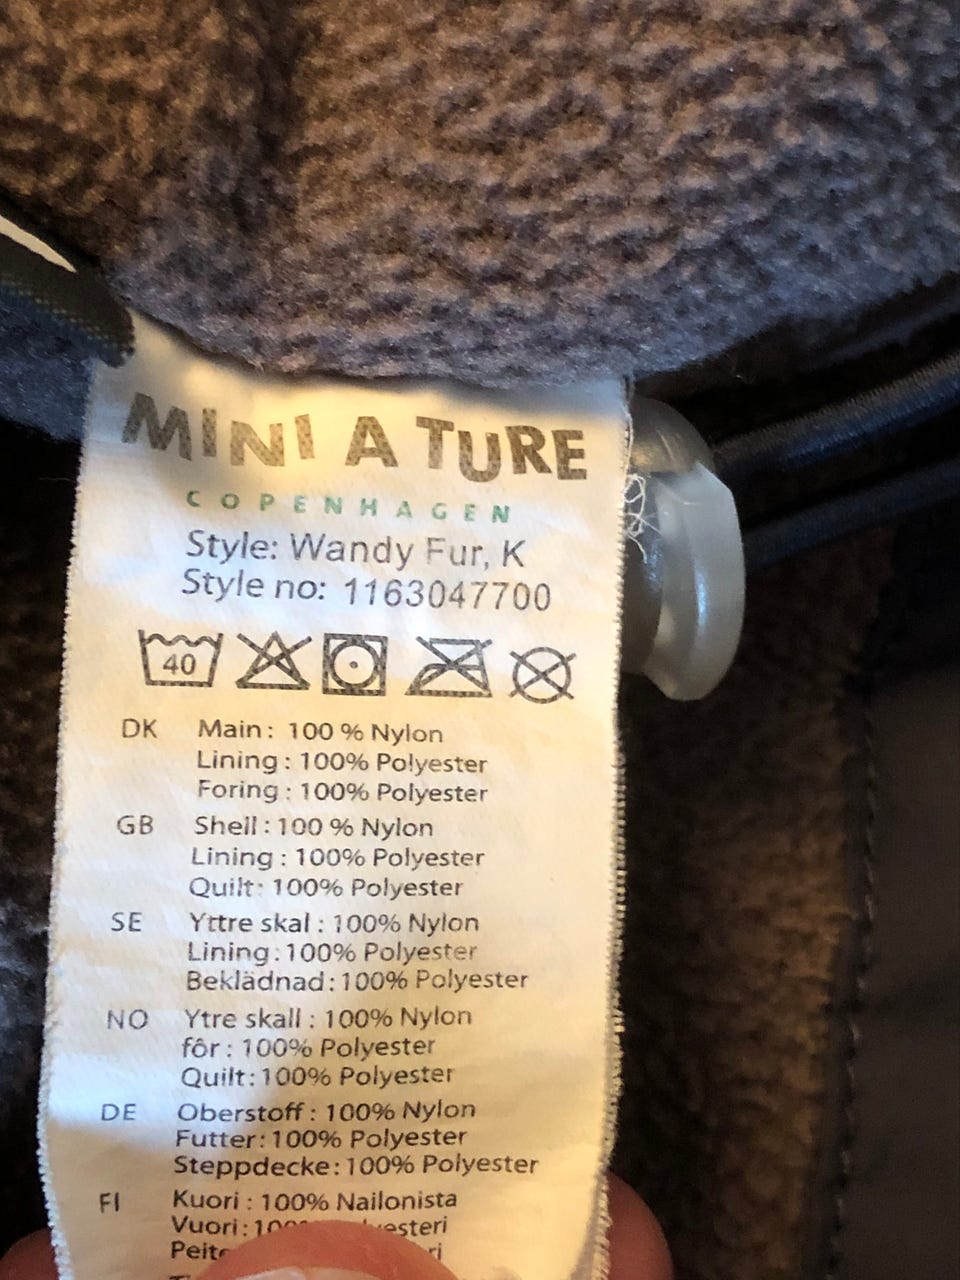 MINI A TURE
COPENHAGEN
Style: Wandy Fur, K
Style no: 1163047700
40
DK Main : 100 % Nylon
Lining : 100% Polyester
Foring : 100% Polyester
GB Shell : 100 % Nylon
Lining : 100% Polyester
Quilt: 100% Polyester
SE Yttre skal : 100% Nylon
Lining : 100% Polyester
Beklädnad : 100% Polyester
NO Ytre skall : 100% Nylon
fôr : 100% Polyester
Quilt: 100% Polyester
DE Oberstoff : 100% Nylon
Futter: 100% Polyester
Steppdecke: 100% Polyester
FI Kuori : 100% Nailonista
Vuori: